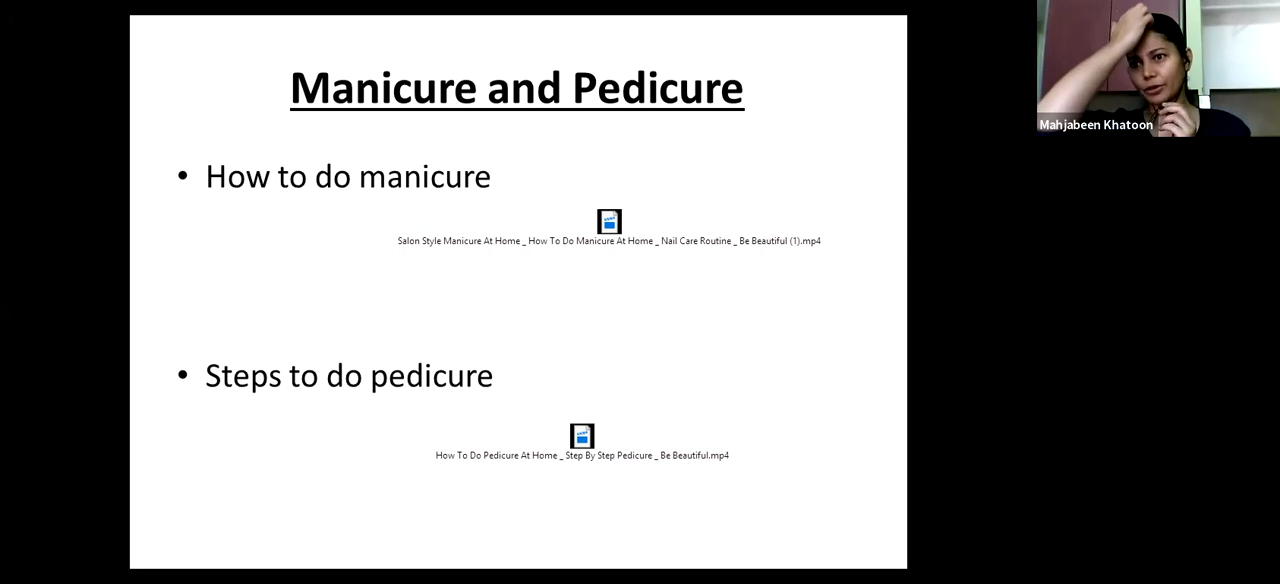 Manicure and Pedicure
• How to do manicure
Salon Style Manicure At Home _ How To Do Manicure At Home _ Nail Care Routine _ Be Beautiful (1).mp4
• Steps to do pedicure
How To Do Pedicure At Home _ Step By Step Pedicure _ Be Beautiful.mp4
Mahjabeen Khatoon